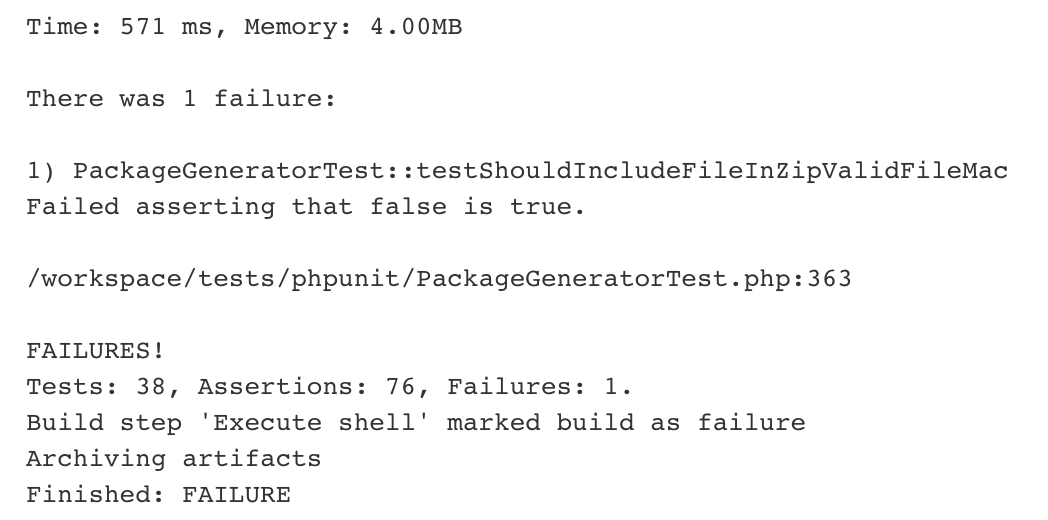 Time: 571 ms, Memory: 4.00MB
There was 1 failure:
1) PackageGeneratorTest::testShouldIncludeFileInZipValidFileMac
Failed asserting that false is true.
/workspace/tests/phpunit/PackageGeneratorTest.php:363
FAILURES!
Tests: 38, Assertions: 76, Failures: 1.
Build step 'Execute shell' marked build as failure
Archiving artifacts
Finished: FAILURE